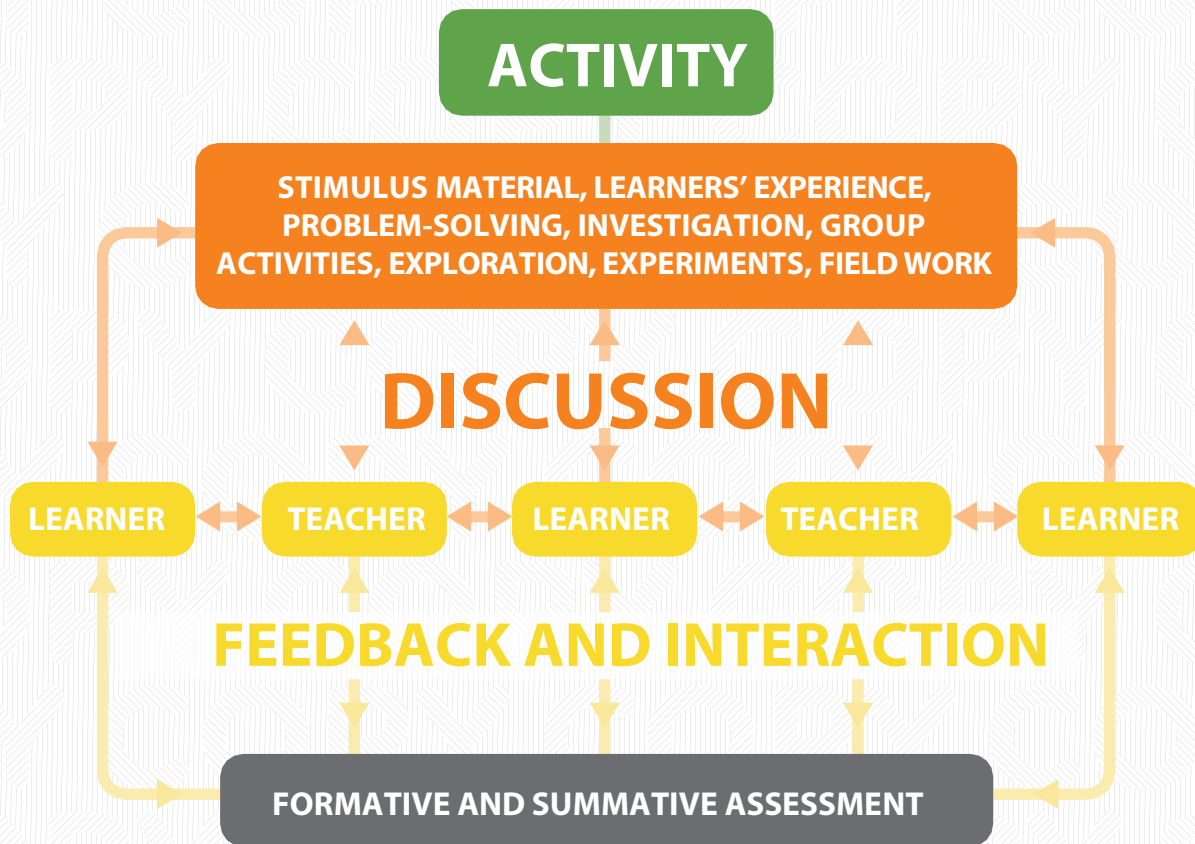 ACTIVITY
STIMULUS MATERIAL, LEARNERS’ EXPERIENCE,
PROBLEM-SOLVING, INVESTIGATION, GROUP
ACTIVITIES, EXPLORATION, EXPERIMENTS, FIELD WORK
DISCUSSION
LEARNER
TEACHER
LEARNER
TEACHER
LEARNER
FEEDBACK AND INTERACTION
FORMATIVE AND SUMMATIVE ASSESSMENT